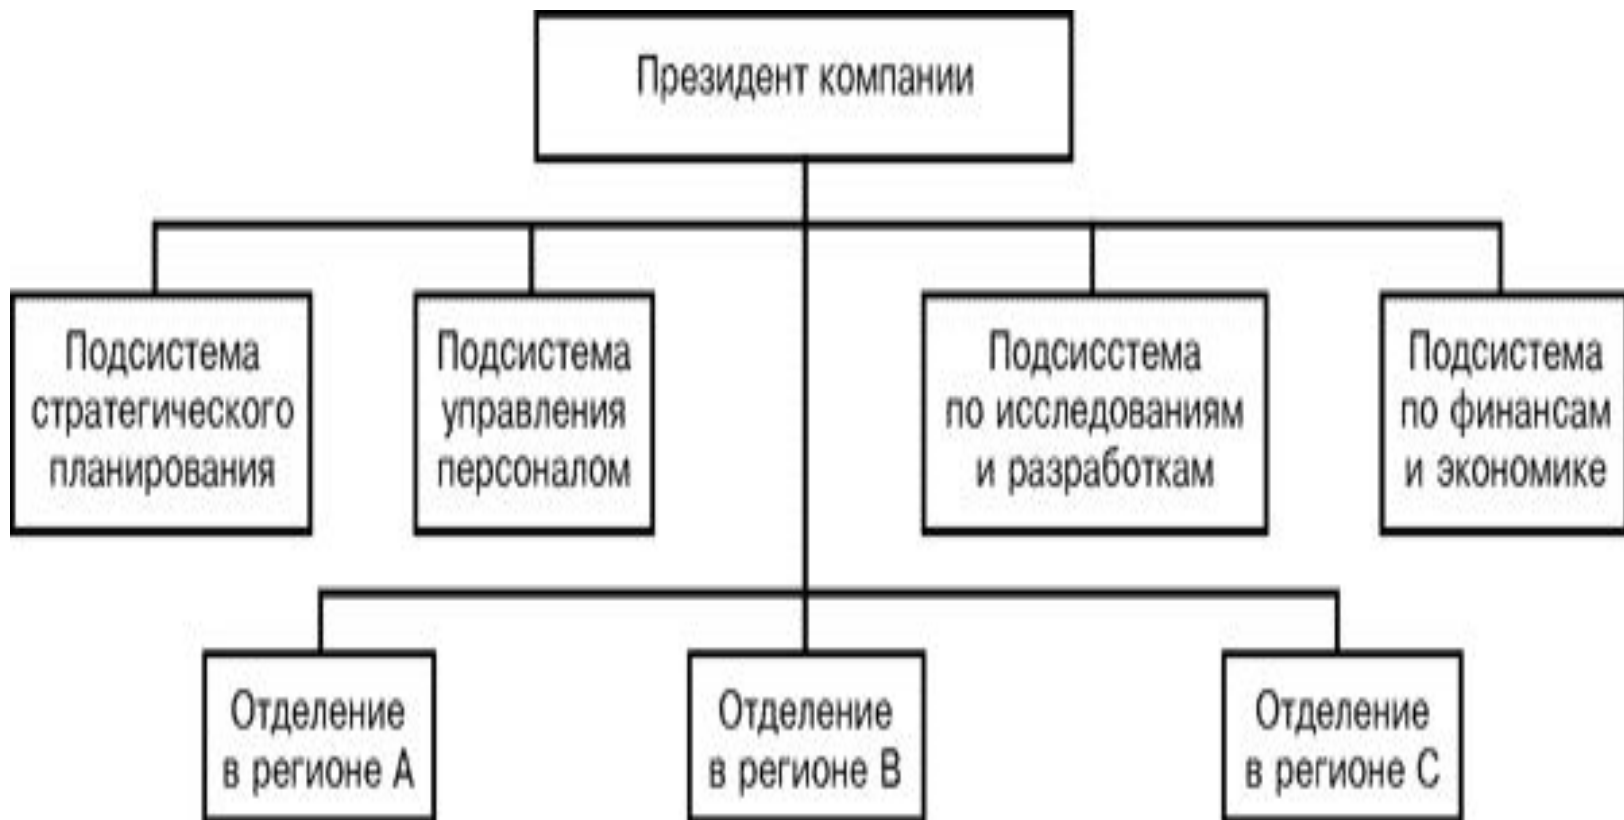 Президент компании
Подсистема
стратегического
планирования
Подсистема
управления
персоналом
Подсисстема
по исследованиям
и разработкам
Подсистема
по финансам
и экономике
Отделение
в регионе А
Отделение
в регионе В
Отделение
в регионе С